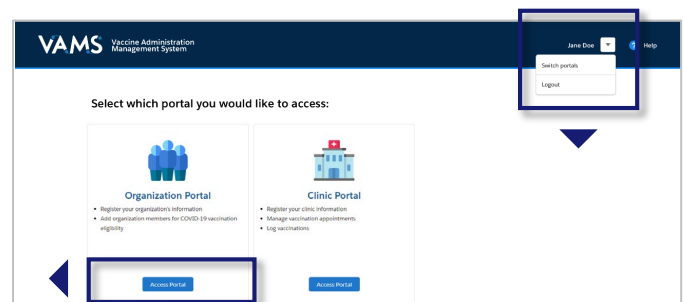 VAMS Vaccine Administration
Management System
Jane Doe
? Help
Switch portals
Logout
Select which portal you would like to access:
Organization Portal
• Register your organization's information
• Add organization members for COVID-19 vaccination
eligibility
Access Portal
Clinic Portal
• Register your clinic information
• Manage vaccination appointments
• Log vaccinations
Access Portal